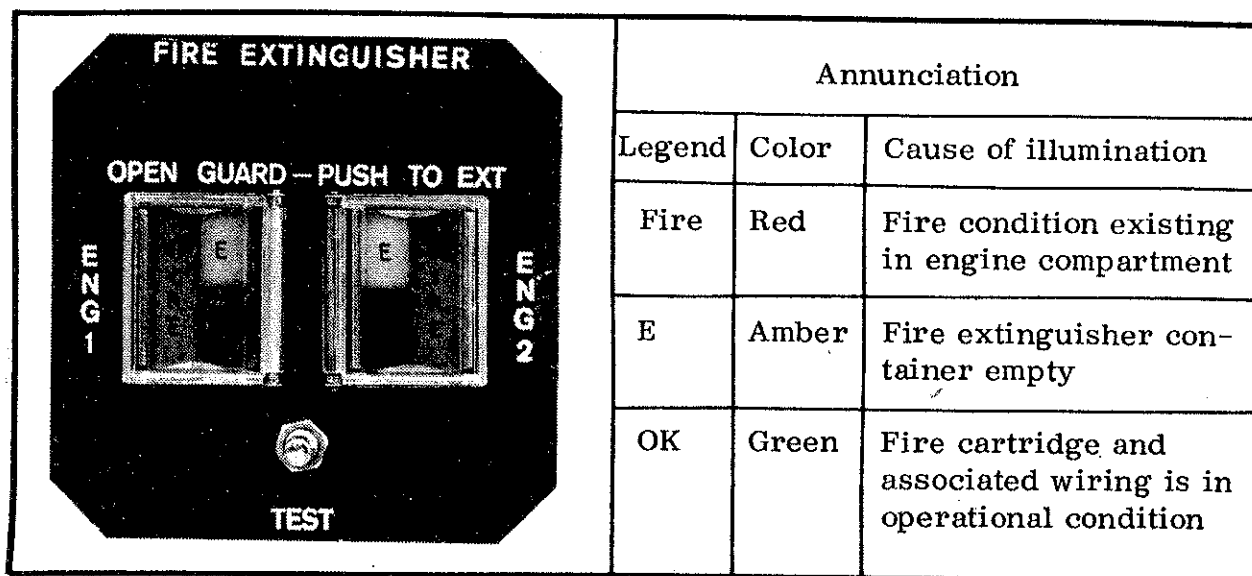 FIRE EXTINGUISHER
OPEN GUARD – PUSH TO EXT
ENG 1
E
E
ENG 2
TEST
Annunciation
Legend Color Cause of illumination
Fire Red Fire condition existing
in engine compartment
E Amber Fire extinguisher con-
tainer empty
OK Green Fire cartridge and
associated wiring is in
operational condition